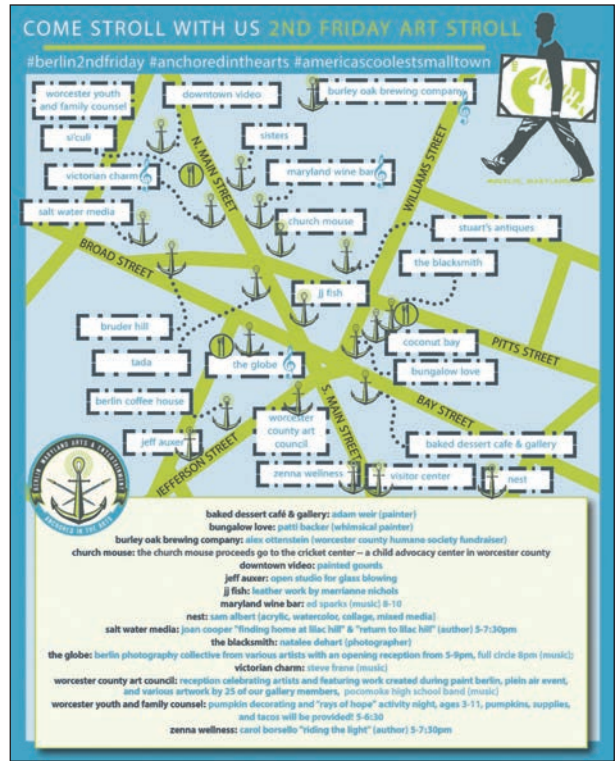 COME STROLL WITH US 2ND FRIDAY ART STROLL
#berlin2ndfriday #anchoredinthearts #americascoolestsmalltown
worcester youth
and family counsel
downtown video
burley oak brewing company
si'culi
sisters
victorian charm
maryland wine bar
N. MAIN STREET
WILLIAMS STREET
salt water media
church mouse
stuart's antiques
BROAD STREET
the blacksmith
jj fish
bruder hill
coconut bay
PITTS STREET
tada
the globe
bungalow love
berlin coffee house
S. MAIN STREET
BAY STREET
worcester
county art
council
jeff auxer
JEFFERSON STREET
baked dessert cafe & gallery
zenna wellness
visitor center
nest
BERLIN MARYLAND ARTS & ENTERTAINMENT
ANCHORED IN THE ARTS
baked dessert café & gallery: adam weir (painter)
bungalow love: patti backer (whimsical painter)
burley oak brewing company: alex ottenstein (worcester county humane society fundraiser)
church mouse: the church mouse proceeds go to the cricket center -- a child advocacy center in worcester county
downtown video: painted gourds
jeff auxer: open studio for glass blowing
jj fish: leather work by merrianne nichols
maryland wine bar: ed sparks (music) 8-10
nest: sam albert (acrylic, watercolor, collage, mixed media)
salt water media: joan cooper "finding home at lilac hill" & "return to lilac hill" (author) 5-7:30pm
the blacksmith: natalee dehart (photographer)
the globe: berlin photography collective from various artists with an opening reception from 5-9pm, full circle 8pm (music);
victorian charm: steve frene (music)
worcester county art council: reception celebrating artists and featuring work created during paint berlin, plein air event,
and various artwork by 25 of our gallery members, pocomoke high school band (music)
worcester youth and family counsel: pumpkin decorating and "rays of hope" activity night, ages 3-11, pumpkins, supplies,
and tacos will be provided! 5-6:30
zenna wellness: carol borsello "riding the light" (author) 5-7:30pm